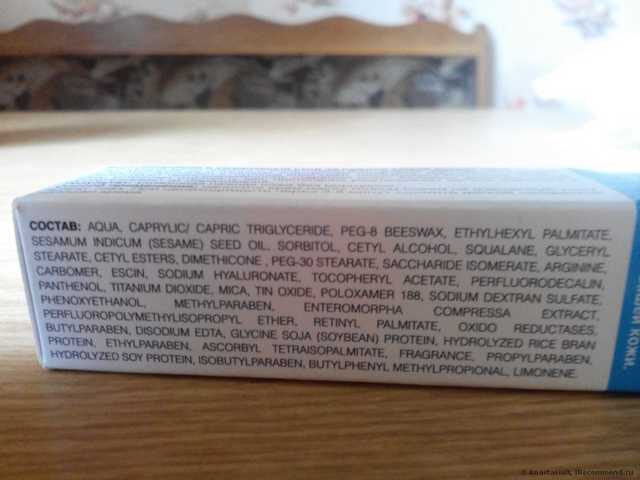 СОСТАВ: AQUA, CAPRYLIC/ CAPRIC TRIGLYCERIDE, PEG-8 BEESWAX, ETHYLHEXYL PALMITATE,
SESAMUM INDICUM (SESAME) SEED OIL. SORBITOL, CETYL ALCOHOL, SQUALANE, GLYCERYL
STEARATE, CETYL ESTERS, DIMETHICONE , PEG-30 STEARATE, SACCHARIDE ISOMERATE, ARGININE,
CARBOMER, ESCIN, SODIUM HYALURONATE, TOCOPHERYL ACETATE, PERFLUORODECALIN,
PANTHENOL, TITANIUM DIOXIDE, MICA, TIN OXIDE, POLOXAMER 188, SODIUM DEXTRAN SULFATE,
PHENOXYETHANOL, METHYLPARABEN, ENTEROMORPHA COMPRESSA EXTRACT,
PERFLUOROPOLYMETHYLISOPROPYL ETHER, RETINYL PALMITATE, OXIDO REDUCTASES,
BUTYLPARABEN, DISODIUM EDTA, GLYCINE SOJA (SOYBEAN) PROTEIN, HYDROLYZED RICE BRAN
PROTEIN, ETHYLPARABEN, ASCORBYL TETRAISOPALMITATE, FRAGRANCE, PROPYLPARABEN,
HYDROLYZED SOY PROTEIN, ISOBUTYLPARABEN, BUTYLPHENYL METHYLPROPIONAL, LIMONENE.
КОЖИ.
© AnastasiaR, IRecommend.ru